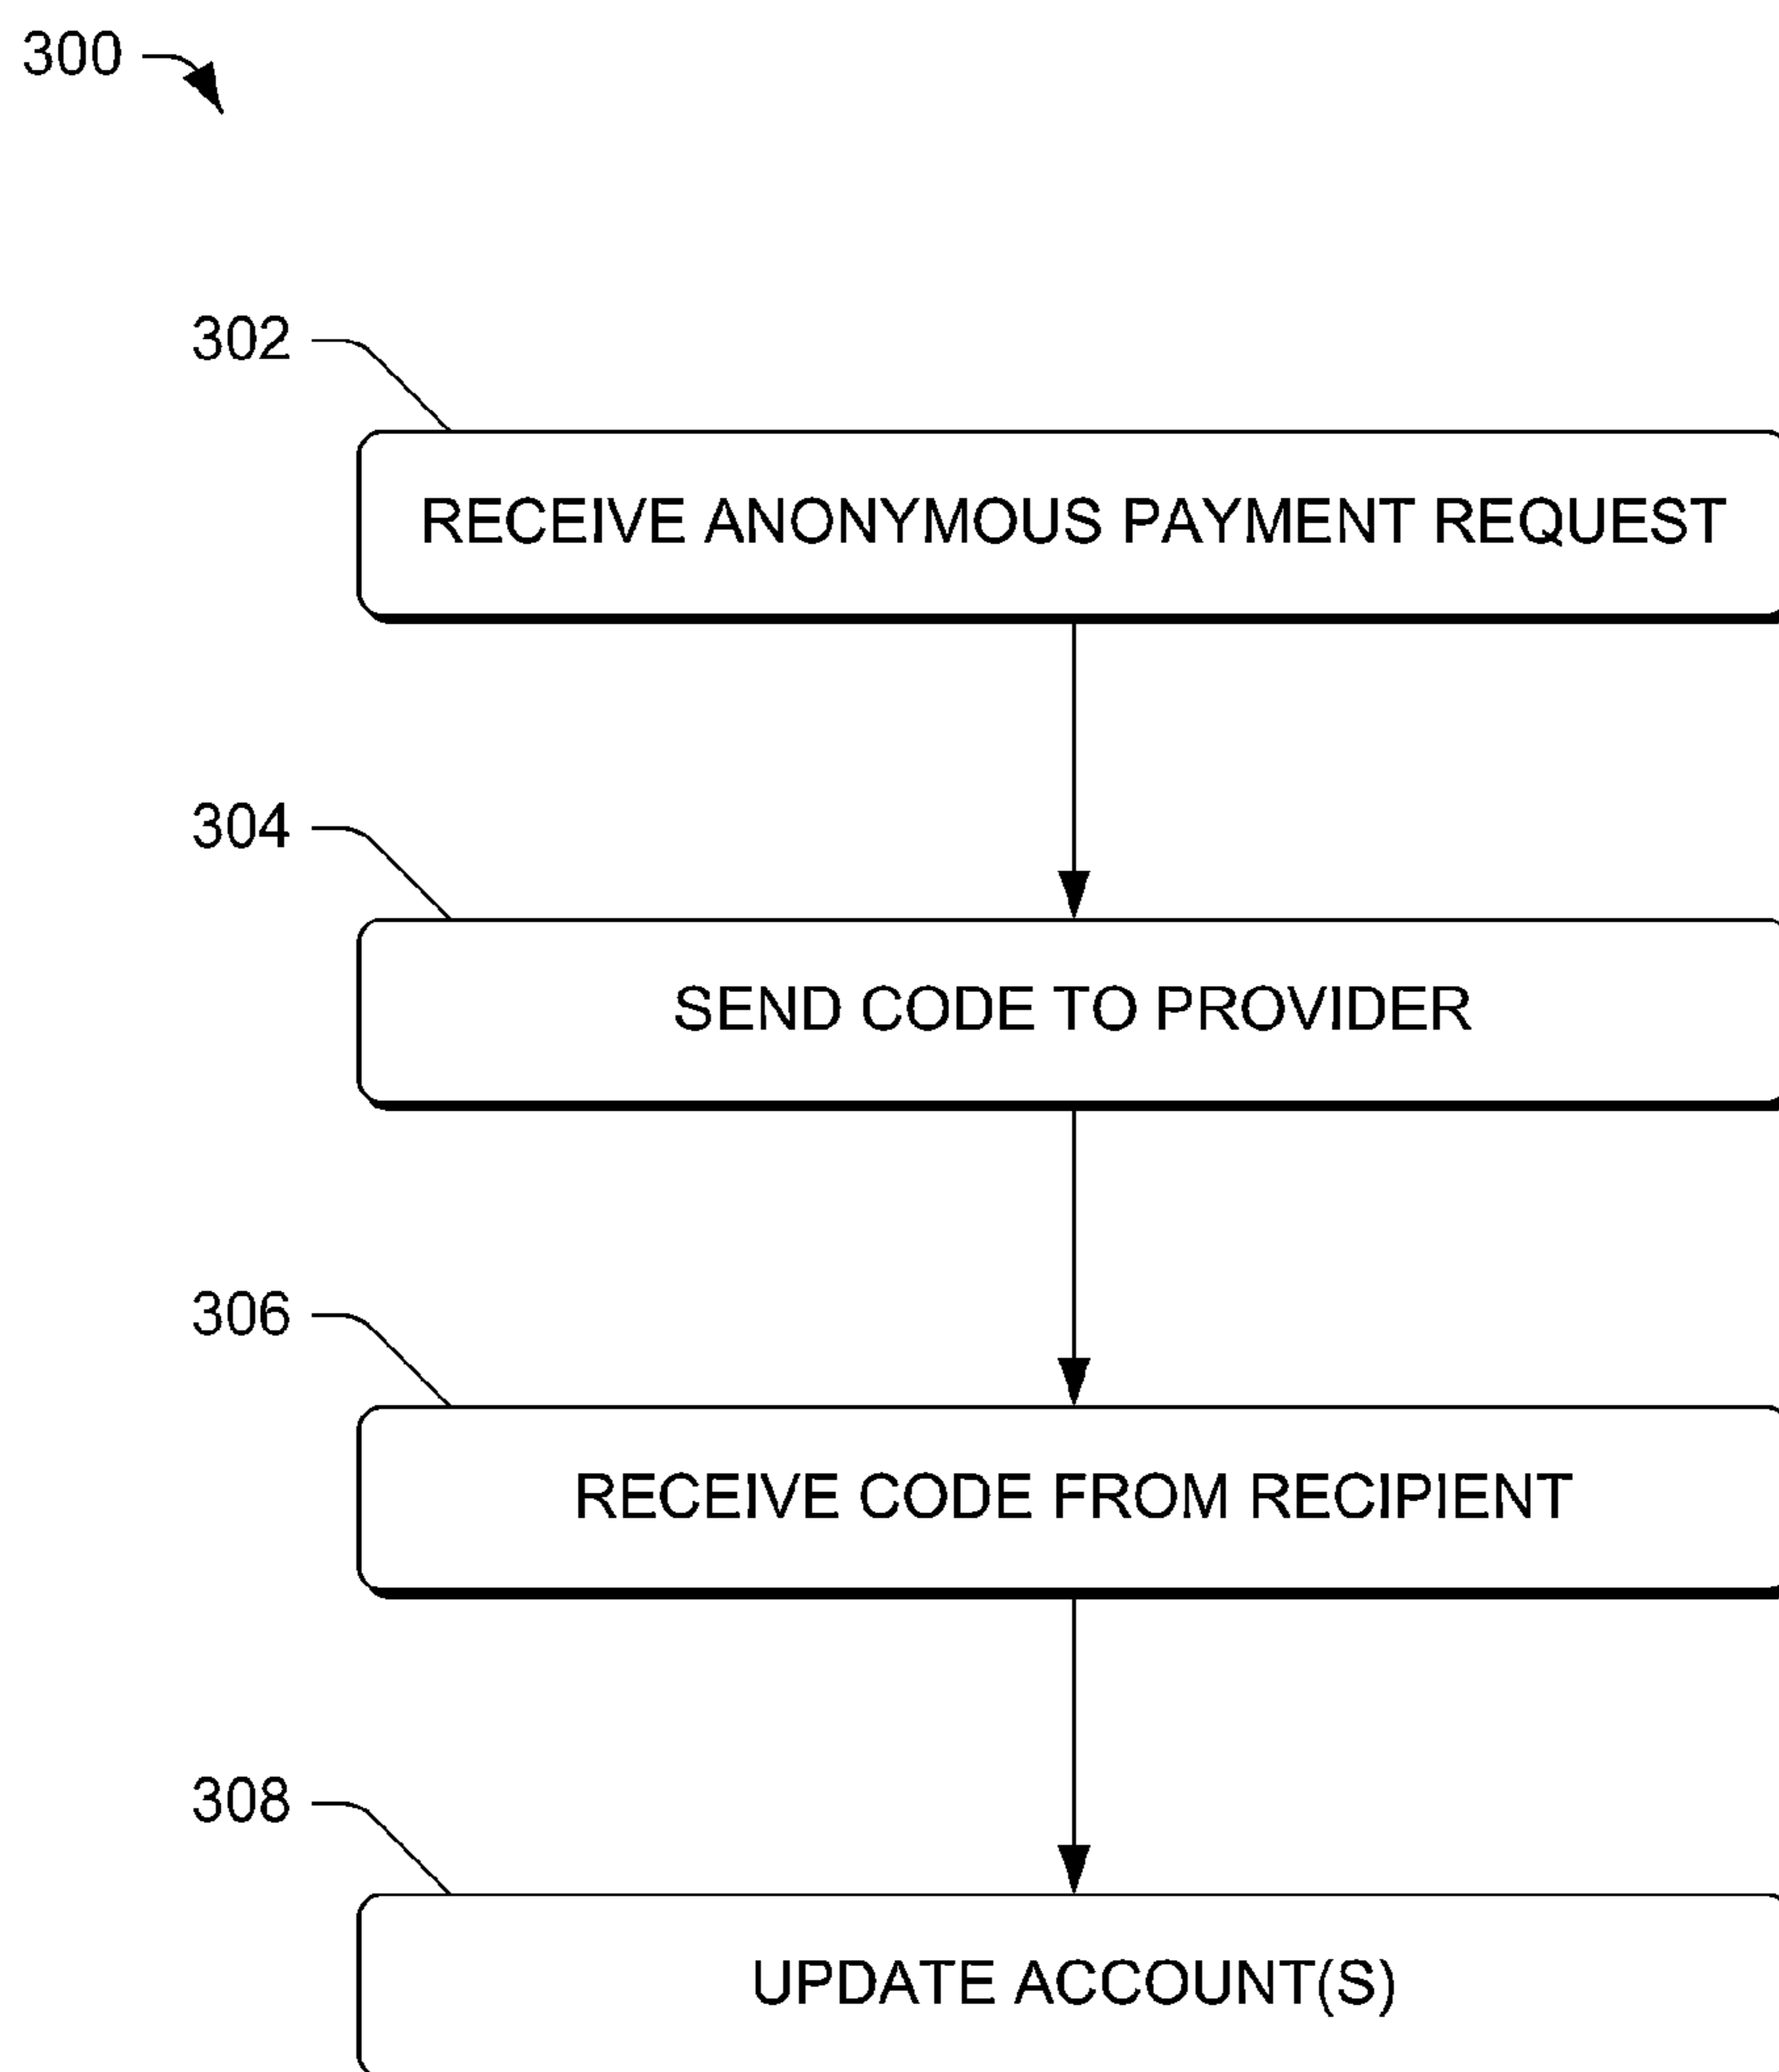 300
302
RECEIVE ANONYMOUS PAYMENT REQUEST
304
SEND CODE TO PROVIDER
306
RECEIVE CODE FROM RECIPIENT
308
UPDATE ACCOUNT(S)